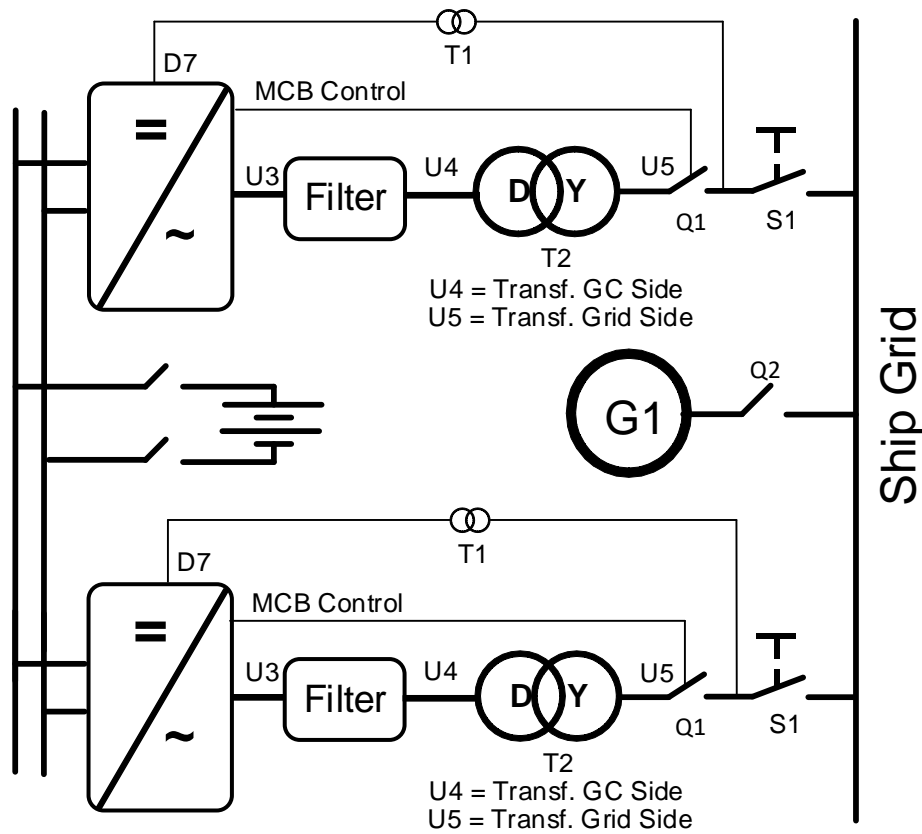 T1
D7
MCB Control
=
~
U3
Filter
U4
D Y
U5
Q1
S1
T2
U4 = Transf. GC Side
U5 = Transf. Grid Side
Ship Grid
G1
Q2
T1
D7
MCB Control
=
~
U3
Filter
U4
D Y
U5
Q1
S1
T2
U4 = Transf. GC Side
U5 = Transf. Grid Side